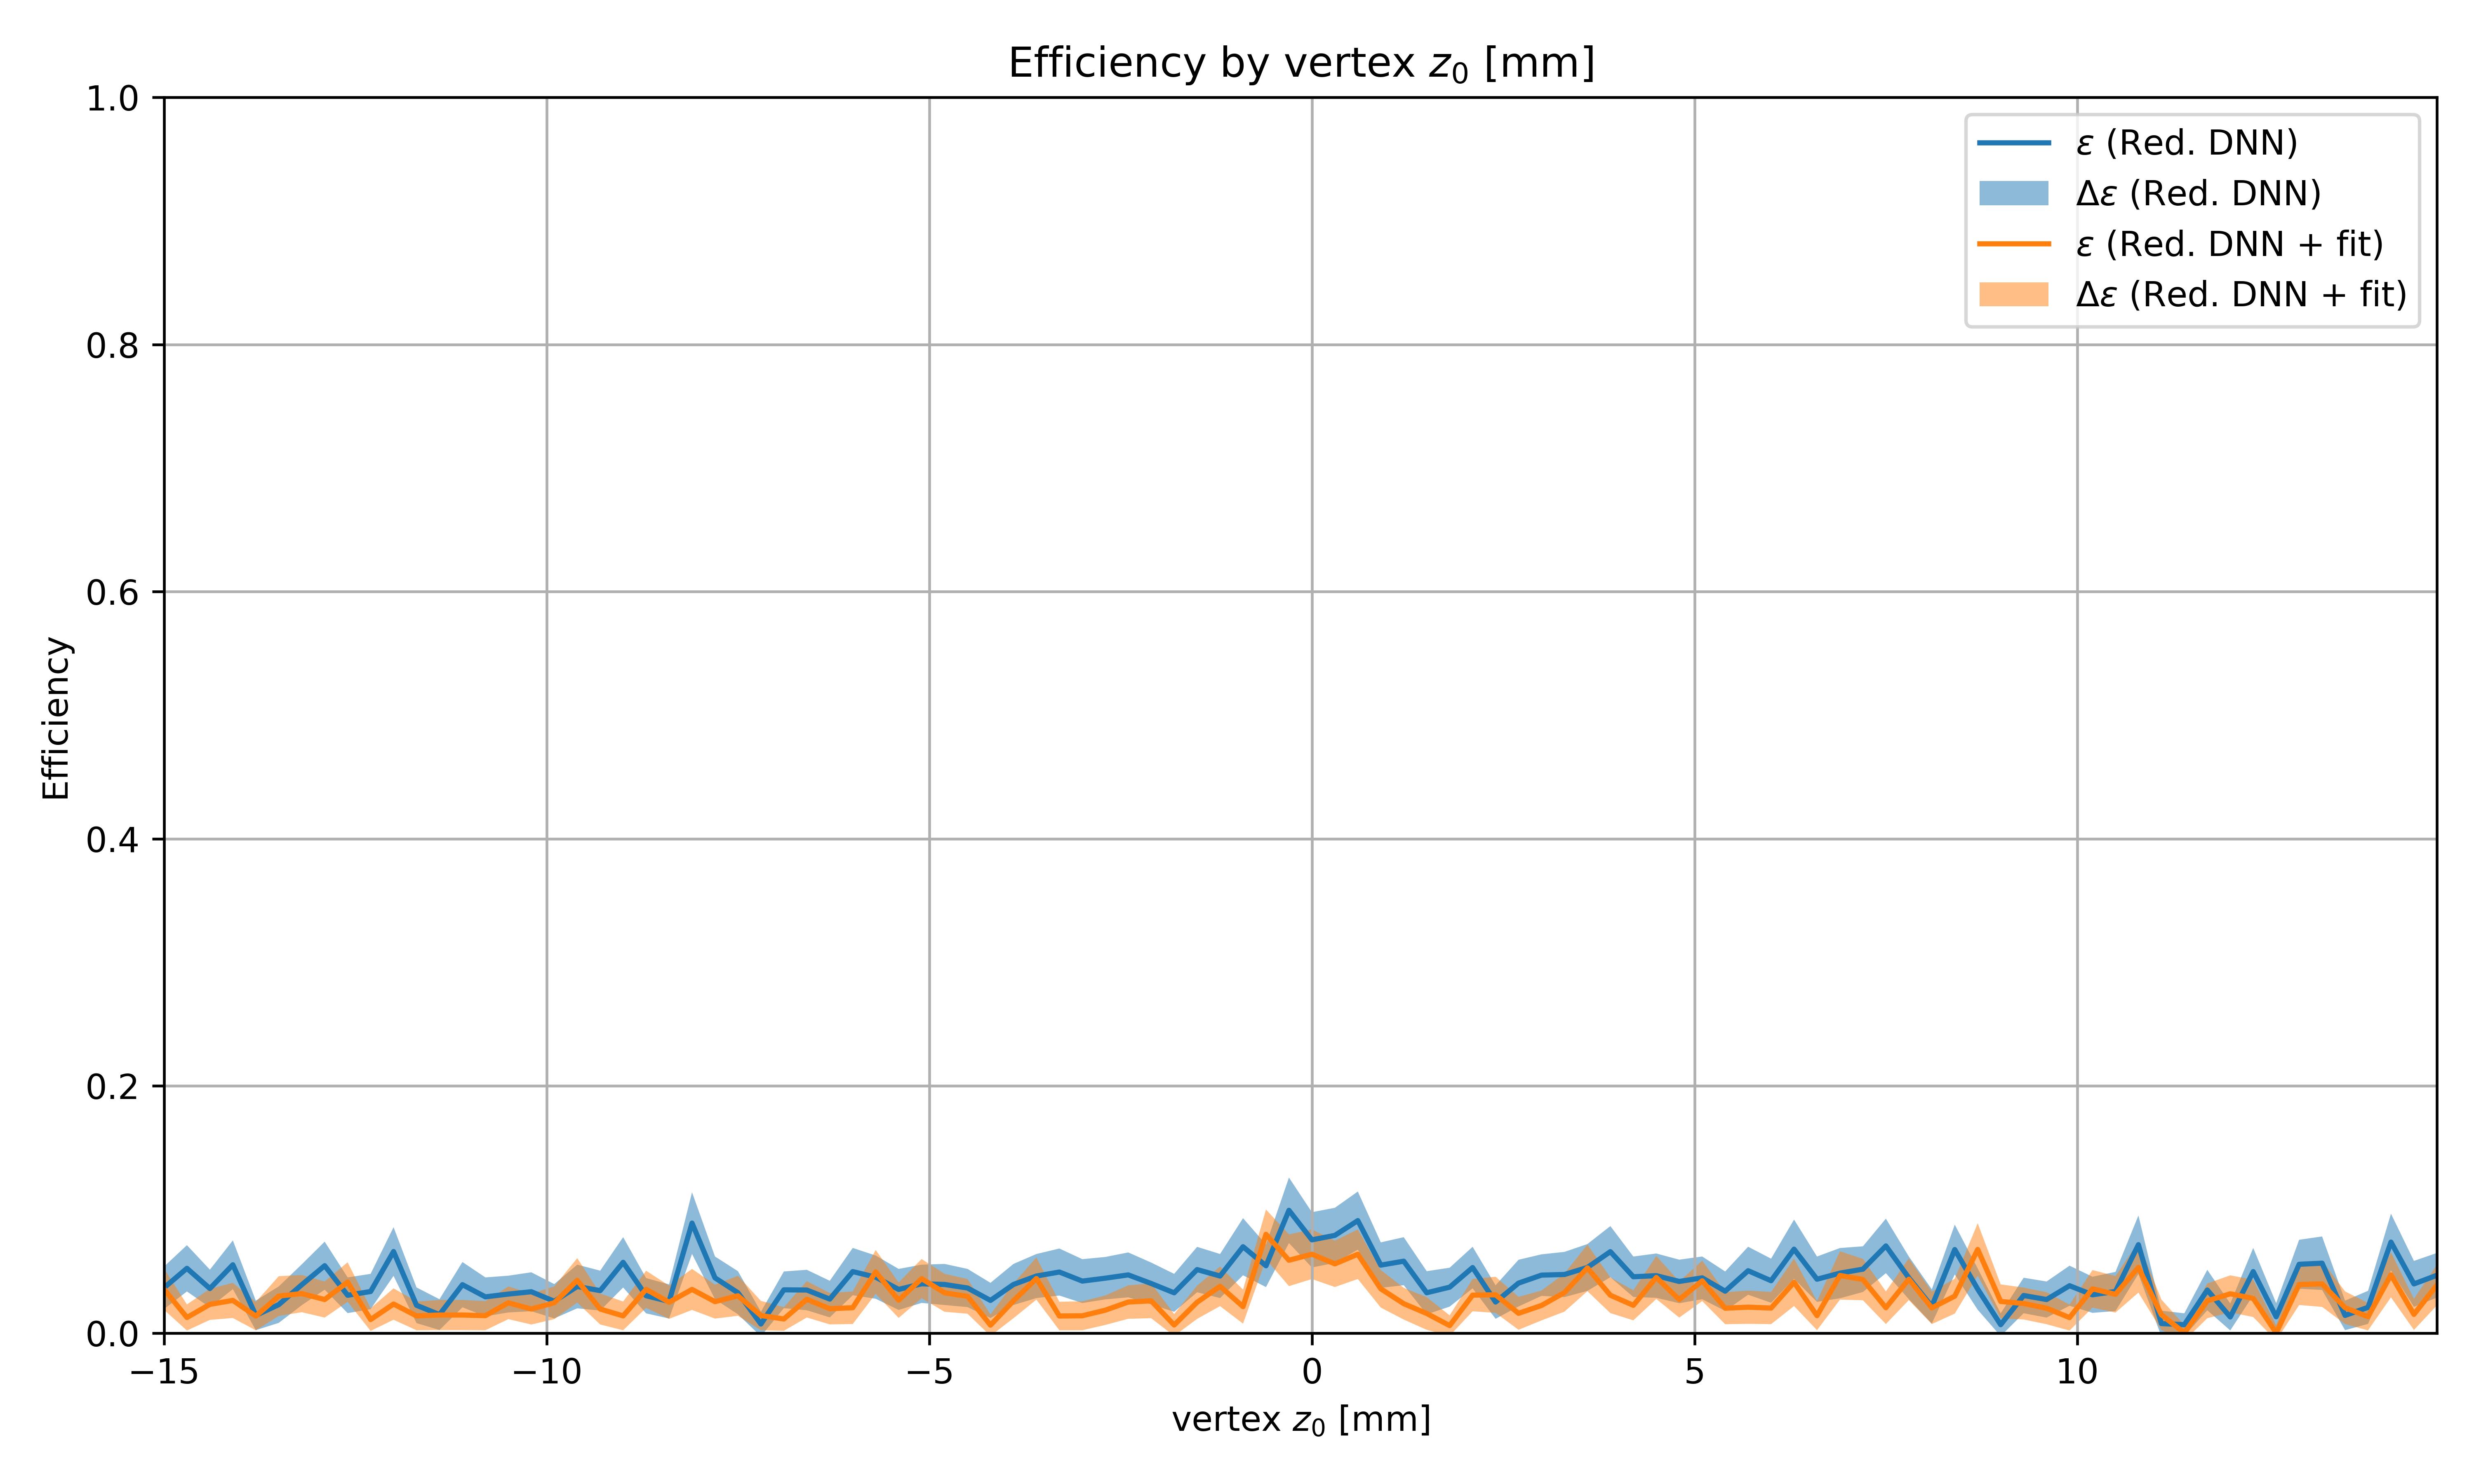 Efficiency by vertex z₀ [mm]
1.0
0.8
0.6
0.4
0.2
0.0
Efficiency
ε (Red. DNN)
Δε (Red. DNN)
ε (Red. DNN + fit)
Δε (Red. DNN + fit)
−15 −10 −5 0 5 10
vertex z₀ [mm]